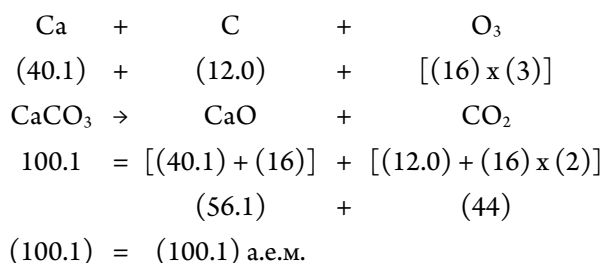 Ca + C + O₃
(40.1) + (12.0) + [(16) x (3)]
CaCO₃ → CaO + CO₂
100.1 = [(40.1) + (16)] + [(12.0) + (16) x (2)]
(56.1) + (44)
(100.1) = (100.1) а.е.м.